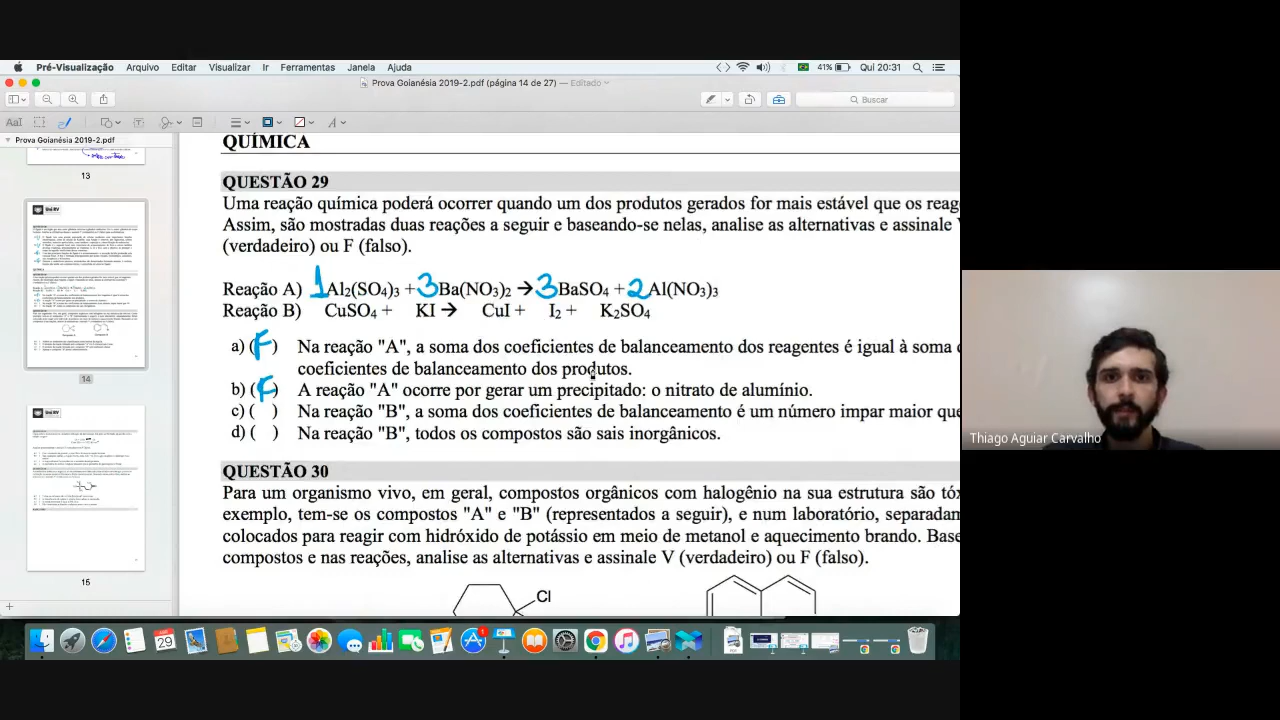 Pré-Visualização Arquivo Editar Visualizar Ir Ferramentas Janela Ajuda 41% Qui 20:31
Prova Goianésia 2019-2.pdf (página 14 de 27) — Editado
Buscar
Prova Goianésia 2019-2.pdf
13
14
15
QUÍMICA
QUESTÃO 29
Uma reação química poderá ocorrer quando um dos produtos gerados for mais estável que os
Assim, são mostradas duas reações a seguir e baseando-se nelas, analise as alternativas e assinale
(verdadeiro) ou F (falso).
Reação A) 1 Al₂(SO₄)₃ + 3 Ba(NO₃)₂ → 3 BaSO₄ + 2 Al(NO₃)₃
Reação B) CuSO₄ + KI → CuI + I₂ + K₂SO₄
a) (F) Na reação "A", a soma dos coeficientes de balanceamento dos reagentes é igual à soma
coeficientes de balanceamento dos produtos.
b) (F) A reação "A" ocorre por gerar um precipitado: o nitrato de alumínio.
c) ( ) Na reação "B", a soma dos coeficientes de balanceamento é um número impar maior que
d) ( ) Na reação "B", todos os compostos são sais inorgânicos.
QUESTÃO 30
Para um organismo vivo, em geral, compostos orgânicos com halogênio na sua estrutura são
exemplo, tem-se os compostos "A" e "B" (representados a seguir), e num laboratório,
colocados para reagir com hidróxido de potássio em meio de metanol e aquecimento brando.
compostos e nas reações, analise as alternativas e assinale V (verdadeiro) ou F (falso).
Cl
Thiago Aguiar Carvalho